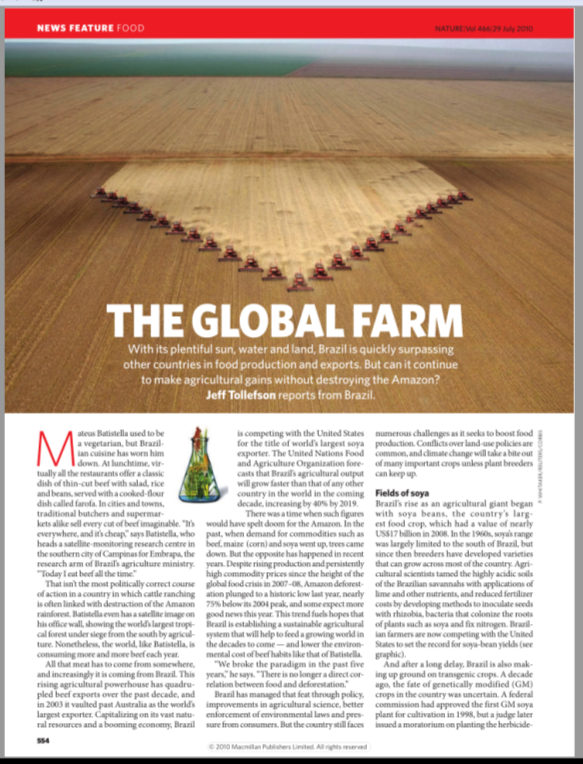 NEWS FEATURE FOOD
NATURE|Vol 466|29 July 2010
THE GLOBAL FARM
With its plentiful sun, water and land, Brazil is quickly surpassing
other countries in food production and exports. But can it continue
to make agricultural gains without destroying the Amazon?
Jeff Tollefson reports from Brazil.
Mateus Batistella used to be
a vegetarian, but Brazil-
ian cuisine has worn him
down. At lunchtime, vir-
tually all the restaurants offer a classic
dish of thin-cut beef with salad, rice
and beans, served with a cooked-flour
dish called farofa. In cities and towns,
traditional butchers and supermar-
kets alike sell every cut of beef imaginable. “It’s
everywhere, and it’s cheap,” says Batistella, who
heads a satellite-monitoring research centre in
the southern city of Campinas for Embrapa, the
research arm of Brazil’s agriculture ministry.
“Today I eat beef all the time.”
That isn’t the most politically correct course
of action in a country in which cattle ranching
is often linked with destruction of the Amazon
rainforest. Batistella even has a satellite image on
his office wall, showing the world’s largest tropi-
cal forest under siege from the south by agricul-
ture. Nonetheless, the world, like Batistella, is
consuming more and more beef each year.
All that meat has to come from somewhere,
and increasingly it is coming from Brazil. This
rising agricultural powerhouse has quadru-
pled beef exports over the past decade, and
in 2003 it vaulted past Australia as the world’s
largest exporter. Capitalizing on its vast natu-
ral resources and a booming economy, Brazil
is competing with the United States
for the title of world’s largest soya
exporter. The United Nations Food
and Agriculture Organization fore-
casts that Brazil’s agricultural output
will grow faster than that of any other
country in the world in the coming
decade, increasing by 40% by 2019.
There was a time when such figures
would have spelt doom for the Amazon. In the
past, when demand for commodities such as
beef, maize (corn) and soya went up, trees came
down. But the opposite has happened in recent
years. Despite rising production and persistently
high commodity prices since the height of the
global food crisis in 2007–08, Amazon deforest-
ation plunged to a historic low last year, nearly
75% below its 2004 peak, and some expect more
good news this year. This trend fuels hopes that
Brazil is establishing a sustainable agricultural
system that will help to feed a growing world in
the decades to come — and lower the environ-
mental cost of beef habits like that of Batistella.
“We broke the paradigm in the past five
years,” he says. “There is no longer a direct cor-
relation between food and deforestation.”
Brazil has managed that feat through policy,
improvements in agricultural science, better
enforcement of environmental laws and pres-
sure from consumers. But the country still faces
numerous challenges as it seeks to boost food
production. Conflicts over land-use policies are
common, and climate change will take a bite out
of many important crops unless plant breeders
can keep up.
Fields of soya
Brazil’s rise as an agricultural giant began
with soya beans, the country’s larg-
est food crop, which had a value of nearly
US$17 billion in 2008. In the 1960s, soya’s range
was largely limited to the south of Brazil, but
since then breeders have developed varieties
that can grow across most of the country. Agri-
cultural scientists tamed the highly acidic soils
of the Brazilian savannahs with applications of
lime and other nutrients, and reduced fertilizer
costs by developing methods to inoculate seeds
with rhizobia, bacteria that colonize the roots
of plants such as soya and fix nitrogen. Brazil-
ian farmers are now competing with the United
States to set the record for soya-bean yields (see
graphic).
And after a long delay, Brazil is also mak-
ing up ground on transgenic crops. A decade
ago, the fate of genetically modified (GM)
crops in the country was uncertain. A federal
commission had approved the first GM soya
plant for cultivation in 1998, but a judge later
issued a moratorium on planting the herbicide-
P. WHITAKER/REUTERS/CORBIS
554
© 2010 Macmillan Publishers Limited. All rights reserved